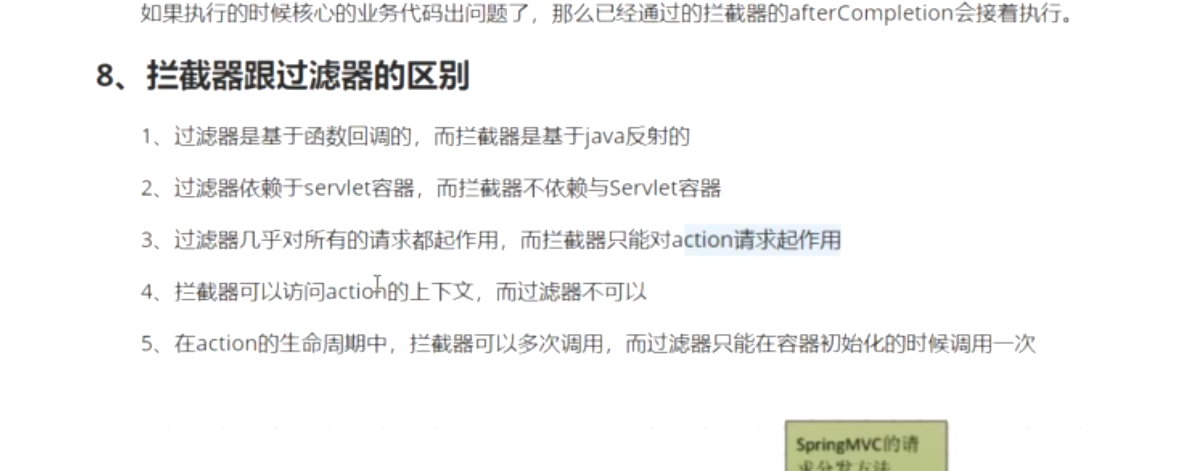 如果执行的时候核心的业务代码出问题了，那么已经通过的拦截器的afterCompletion会接着执行。
8、拦截器跟过滤器的区别
1、过滤器是基于函数回调的，而拦截器是基于java反射的
2、过滤器依赖于servlet容器，而拦截器不依赖与Servlet容器
3、过滤器几乎对所有的请求都起作用，而拦截器只能对action请求起作用
4、拦截器可以访问action的上下文，而过滤器不可以
5、在action的生命周期中，拦截器可以多次调用，而过滤器只能在容器初始化的时候调用一次
SpringMVC的请
求分发方法